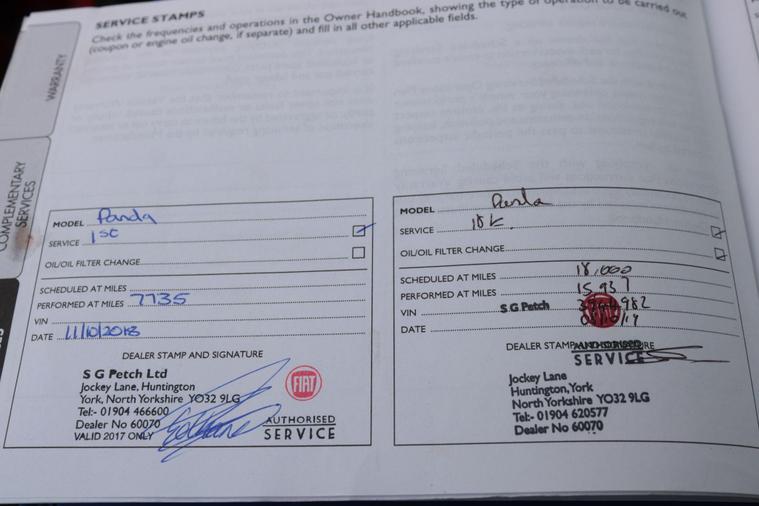 SERVICE STAMPS
Check the frequencies and operations in the Owner Handbook, showing the type of operation to be carried out
(coupon or engine oil change, if separate) and fill in all other applicable fields.
WARRANTY
COMPLEMENTARY
SERVICES
MODEL Panda
SERVICE 1st
OIL/OIL FILTER CHANGE
SCHEDULED AT MILES
PERFORMED AT MILES 7735
VIN
DATE 11/10/2018
DEALER STAMP AND SIGNATURE
S G Petch Ltd
Jockey Lane, Huntington
York, North Yorkshire YO32 9LG
Tel:- 01904 466600
Dealer No 60070
VALID 2017 ONLY
FIAT
AUTHORISED
SERVICE
MODEL Panda
SERVICE 18K
OIL/OIL FILTER CHANGE
SCHEDULED AT MILES 18,000
PERFORMED AT MILES 15,937
VIN
S G Petch
DATE
DEALER STAMP
AUTHORISED
SERVICE
Jockey Lane
Huntington, York
North Yorkshire YO32 9LG
Tel:- 01904 620577
Dealer No 60070